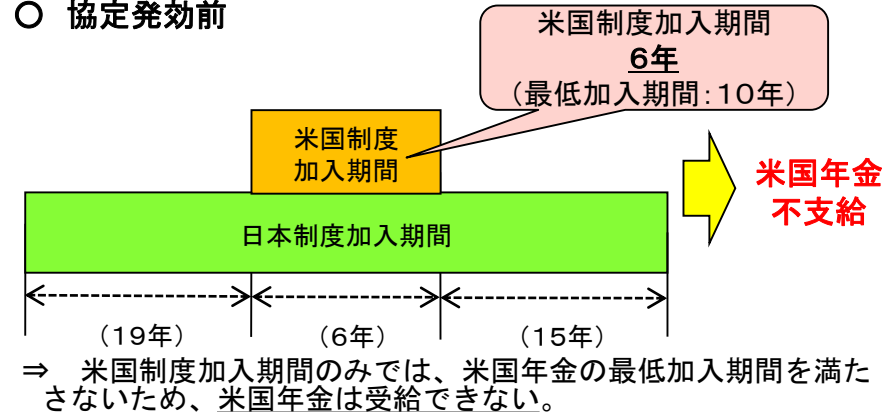 ○ 協定発効前
米国制度加入期間
6年
(最低加入期間:10年)
米国制度
加入期間
米国年金
不支給
日本制度加入期間
(19年)
(6年)
(15年)
⇒ 米国制度加入期間のみでは、米国年金の最低加入期間を満た
さないため、米国年金は受給できない。